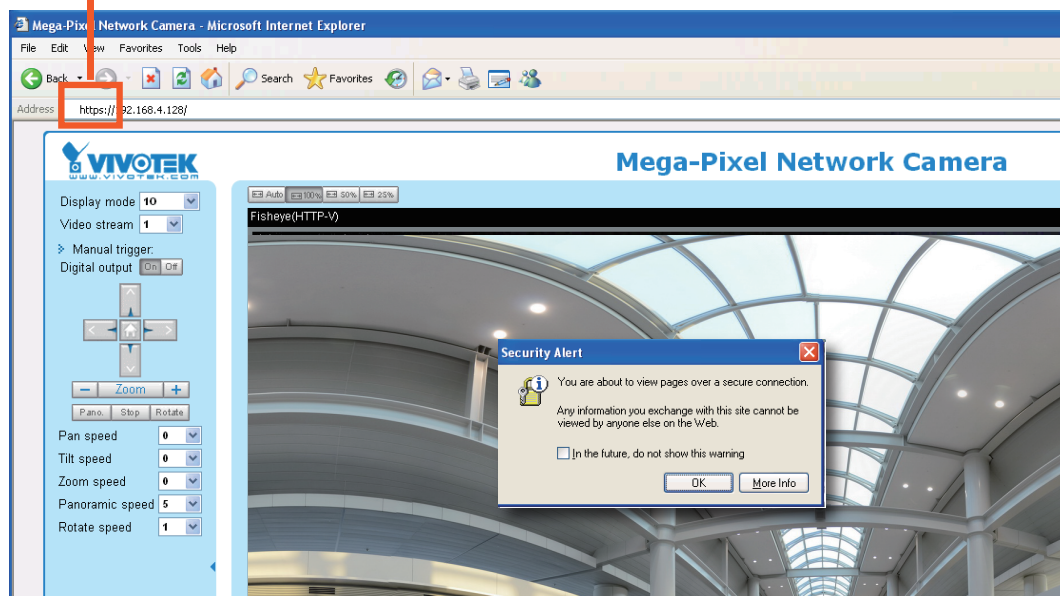 Mega-Pixel Network Camera - Microsoft Internet Explorer
File Edit View Favorites Tools Help
Back Search Favorites
Address https://192.168.4.128/
VIVOTEK
www.vivotek.com
Mega-Pixel Network Camera
Display mode 1O
Auto 100% 50% 25%
Video stream 1
Fisheye(HTTP-V)
Manual trigger:
Digital output On Off
Zoom
Pano. Stop Rotate
Pan speed 0
Tilt speed 0
Zoom speed 0
Panoramic speed 5
Rotate speed 1
Security Alert
You are about to view pages over a secure connection.
Any information you exchange with this site cannot be
viewed by anyone else on the Web.
In the future, do not show this warning
OK More Info